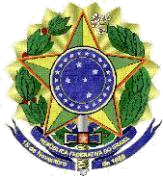 REPÚBLICA FEDERATIVA DO BRASIL
15 de Novembro
de 1889